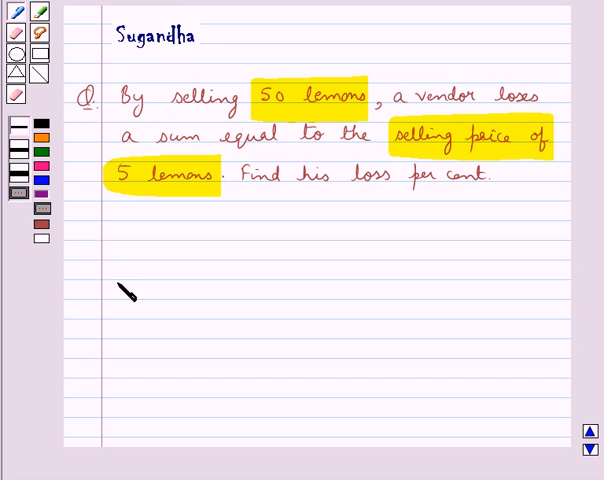 Sugandha
Q. By selling 50 lemons, a vendor loses
a sum equal to the selling price of
5 lemons. Find his loss per cent.